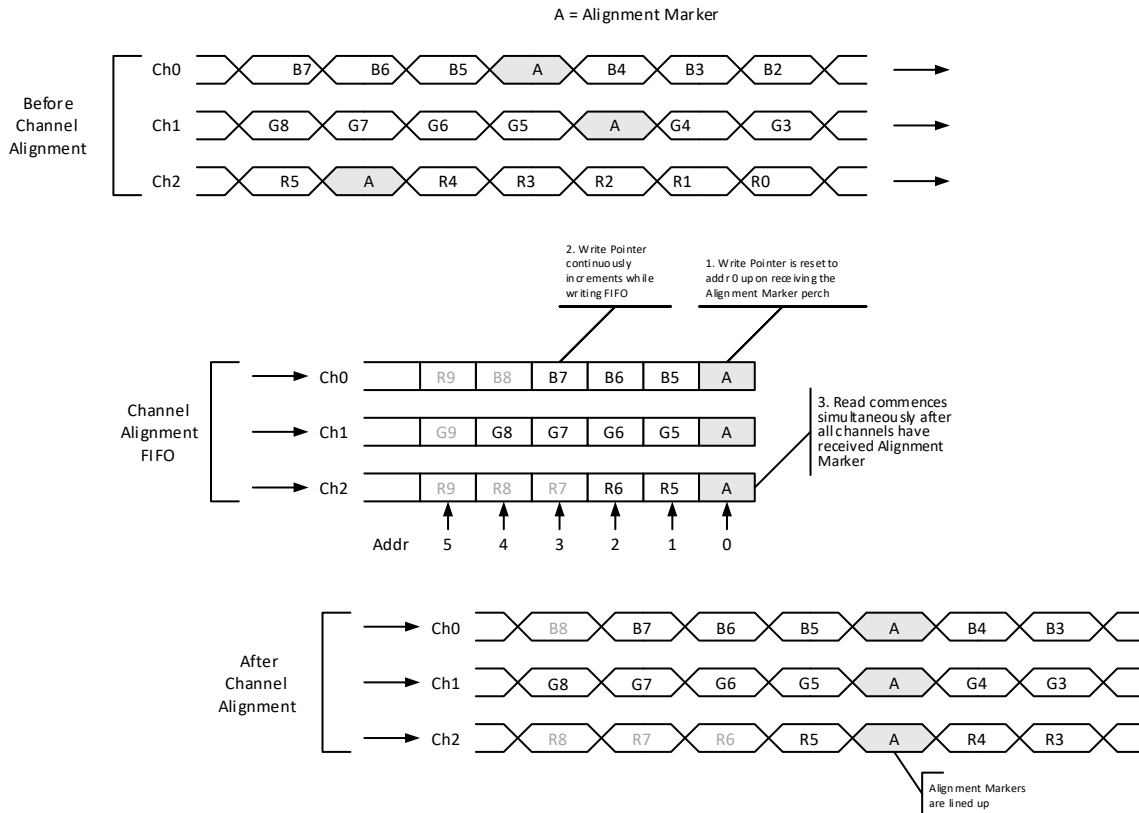 A = Alignment Marker
Before
Channel
Alignment
Ch0 B7 B6 B5 A B4 B3 B2
Ch1 G8 G7 G6 G5 A G4 G3
Ch2 R5 A R4 R3 R2 R1 R0
2. Write Pointer
continuously
increments while
writing FIFO
1. Write Pointer is reset to
addr 0 upon receiving the
Alignment Marker perch
Channel
Alignment
FIFO
Ch0 R9 B8 B7 B6 B5 A
Ch1 G9 G8 G7 G6 G5 A
Ch2 R9 R8 R7 R6 R5 A
3. Read commences
simultaneously after
all channels have
received Alignment
Marker
Addr 5 4 3 2 1 0
After
Channel
Alignment
Ch0 B8 B7 B6 B5 A B4 B3
Ch1 G8 G7 G6 G5 A G4 G3
Ch2 R8 R7 R6 R5 A R4 R3
Alignment Markers
are lined up